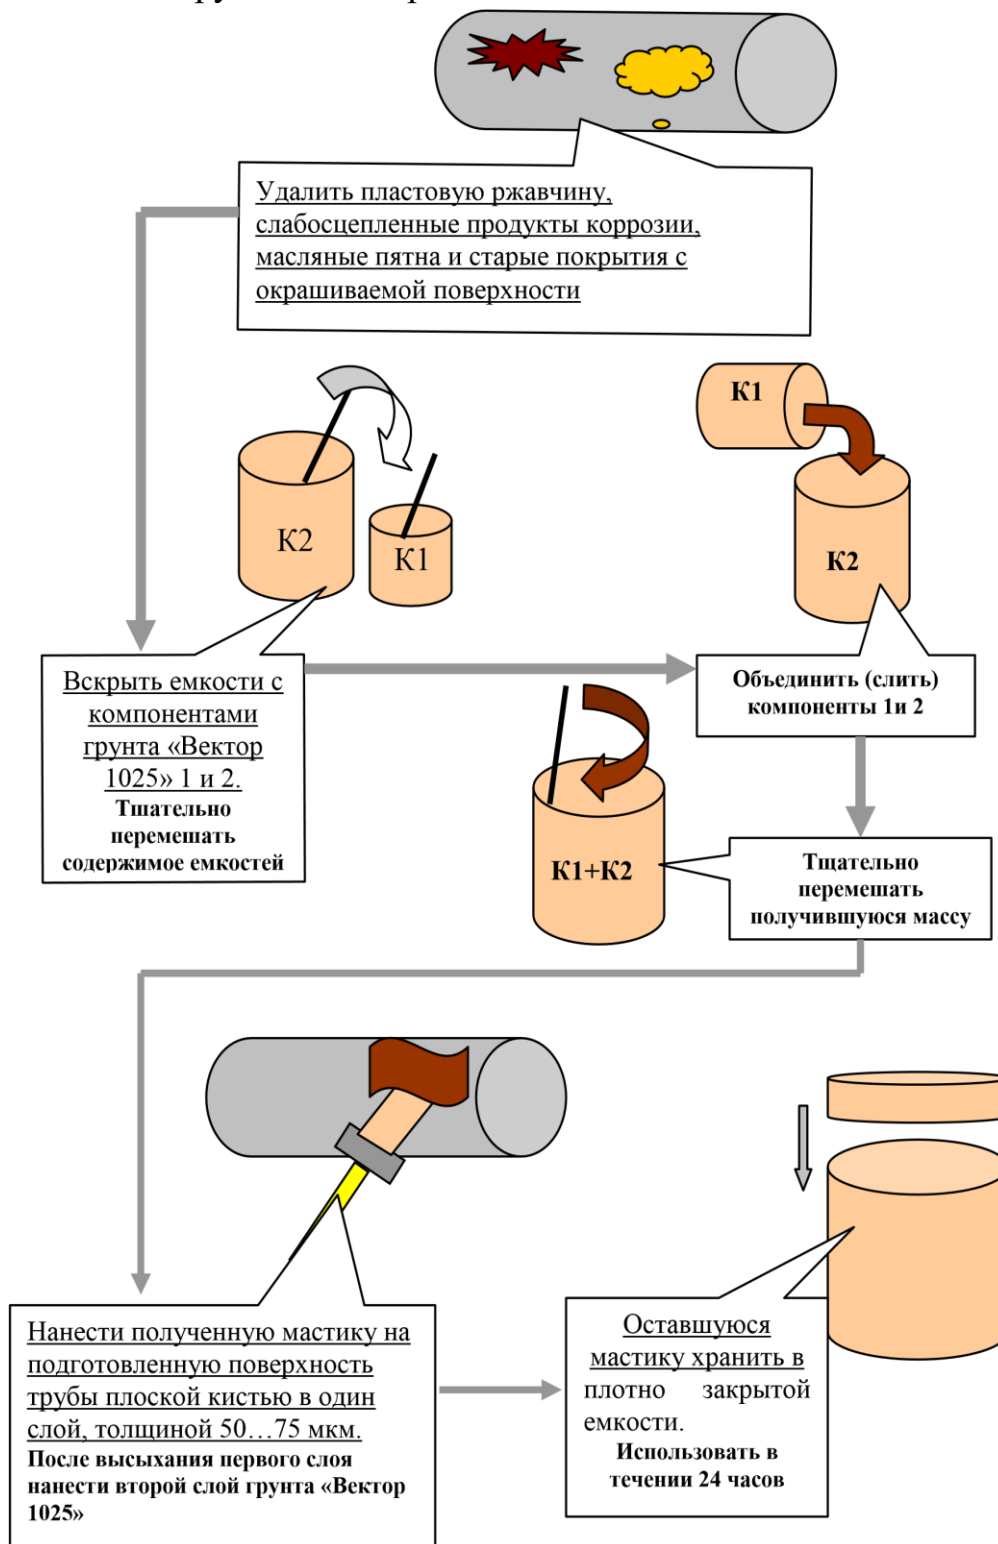 Удалить пластовую ржавчину,
слабосцепленные продукты коррозии,
масляные пятна и старые покрытия с
окрашиваемой поверхности
К2
К1
К1
К2
Вскрыть емкости с
компонентами
грунта «Вектор
1025» 1 и 2.
Тшательно
перемешать
содержимое емкостей
Объединить (слить)
компоненты 1и 2
К1+К2
Тщательно
перемешать
получившуюся массу
Нанести полученную мастику на
подготовленную поверхность
трубы плоской кистью в один
слой, толщиной 50…75 мкм.
После высыхания первого слоя
нанести второй слой грунта «Вектор
1025»
Оставшуюся
мастику хранить в
плотно закрытой
емкости.
Использовать в
течении 24 часов